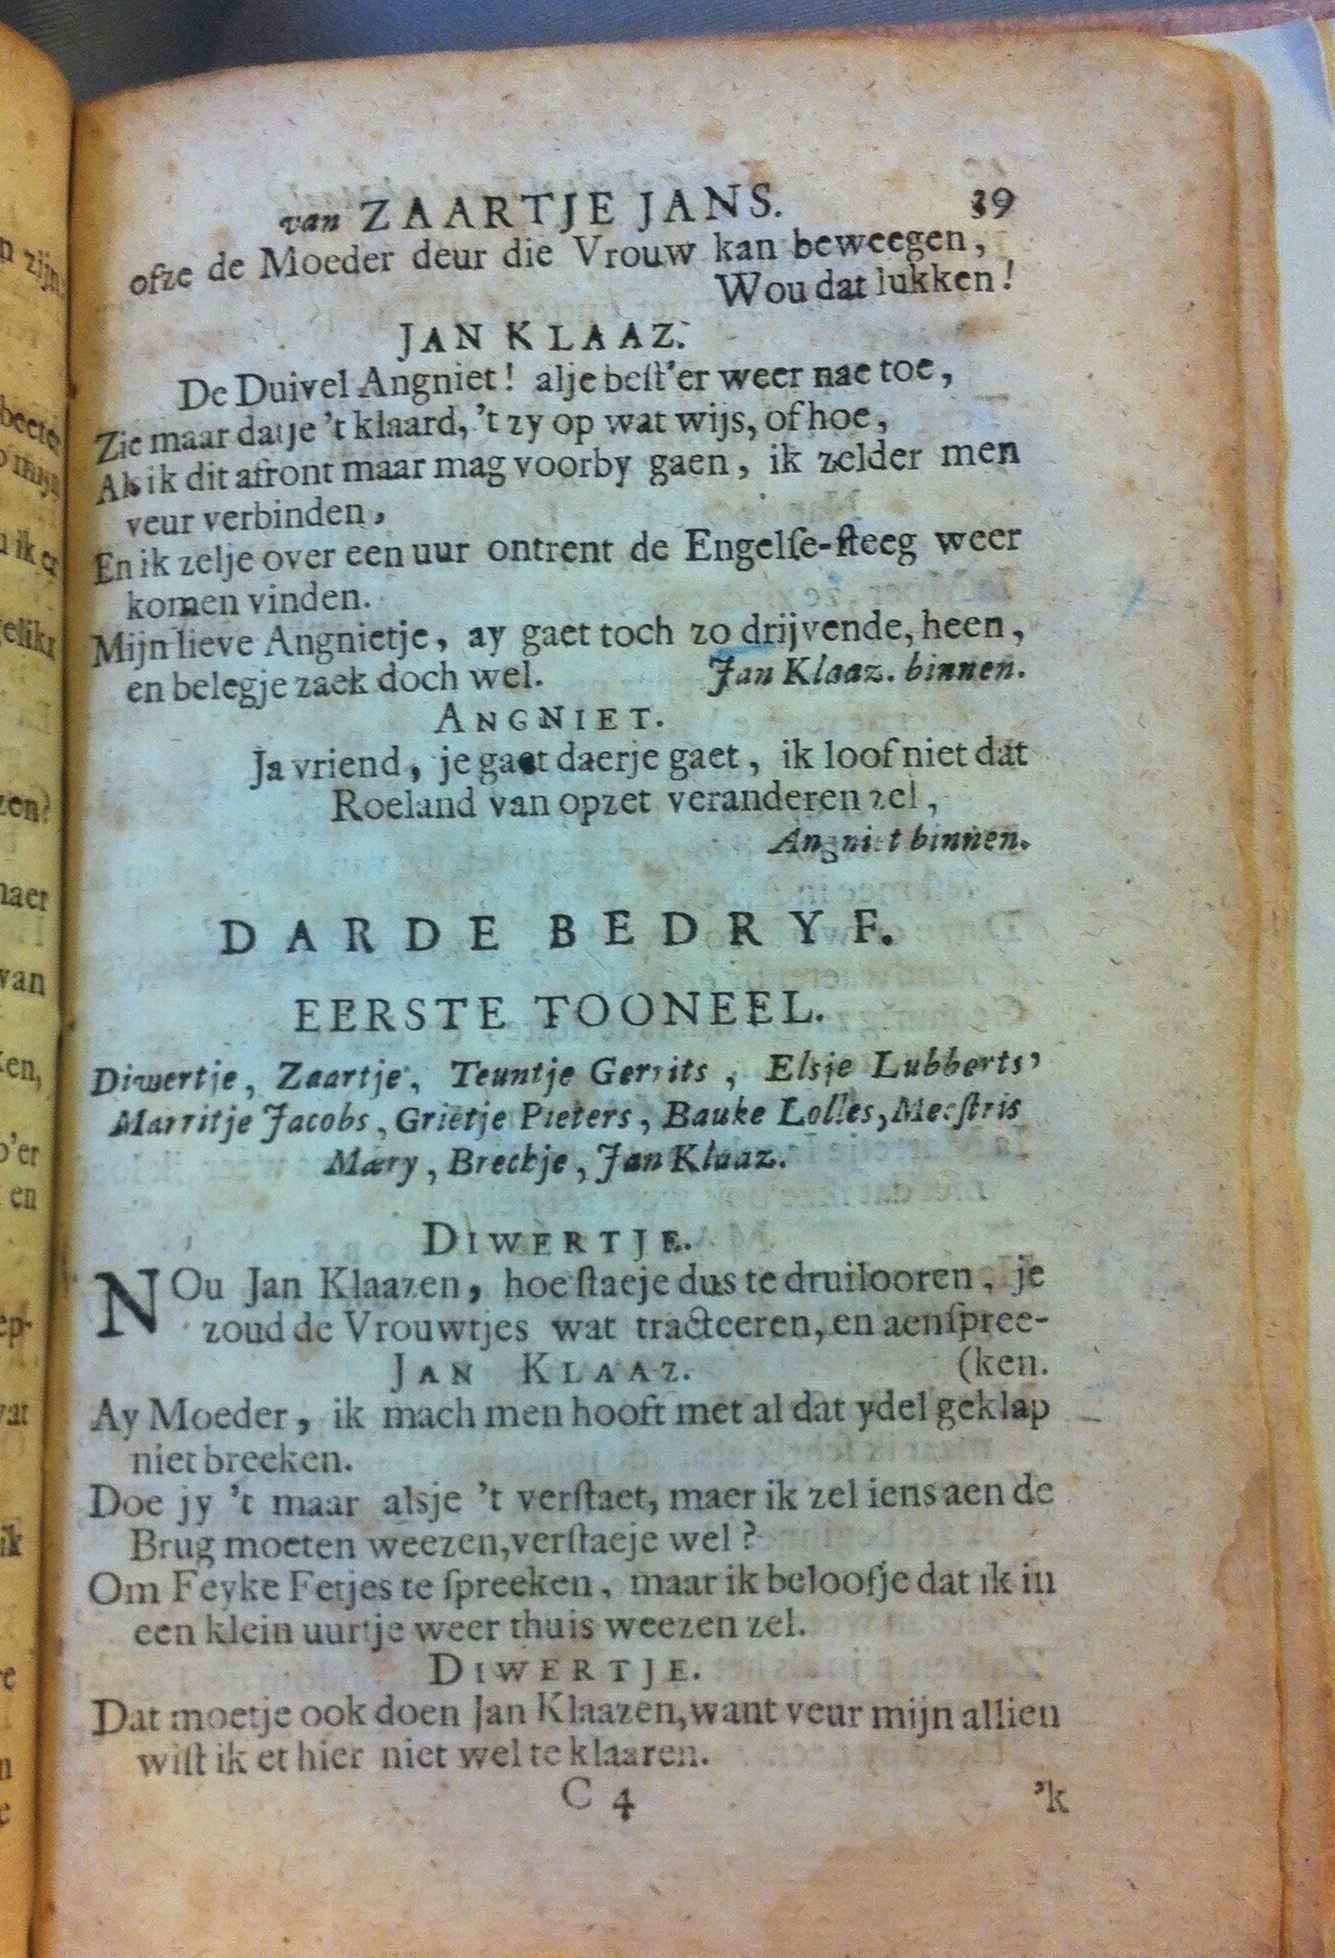 van ZAARTJE JANS. 39
ofze de Moeder deur die Vrouw kan beweegen,
Wou dat lukken!
JAN KLAAZ.
De Duivel Angniet! alje beſt'er weer nae toe,
Zie maar datje 't klaard, 't zy op wat wijs, of hoe,
Als ik dit afront maar mag voorby gaen, ik zelder men
veur verbinden,
En ik zelje over een uur ontrent de Engelſe-ſteeg weer
komen vinden.
Mijn lieve Angnietje, ay gaet toch zo drijvende, heen,
en belegje zaek doch wel. Jan Klaaz. binnen.
ANGNIET.
Ja vriend, je gaet daerje gaet, ik loof niet dat
Roeland van opzet veranderen zel,
Angniet binnen.
DARDE BEDRYF.
EERSTE TOONEEL.
Diwertje, Zaartje, Teuntje Gerrits, Elsje Lubberts,
Marritje Jacobs, Grietje Pieters, Bauke Lolles, Meeſtris
Mary, Brechje, Jan Klaaz.
DIWERTJE.
NOu Jan Klaazen, hoe ſtaeje dus te druilooren, je
zoud de Vrouwtjes wat tracteeren, en aenſpree-
JAN KLAAZ. (ken.
Ay Moeder, ik mach men hooft met al dat ydel geklap
niet breeken.
Doe jy 't maar alsje 't verſtaet, maer ik zel iens aen de
Brug moeten weezen, verſtaeje wel?
Om Feyke Fetjes te ſpreeken, maar ik beloofje dat ik in
een klein uurtje weer thuis weezen zel.
DIWERTJE.
Dat moetje ook doen Jan Klaazen, want veur mijn allien
wiſt ik et hier niet wel te klaaren.
C 4 'k